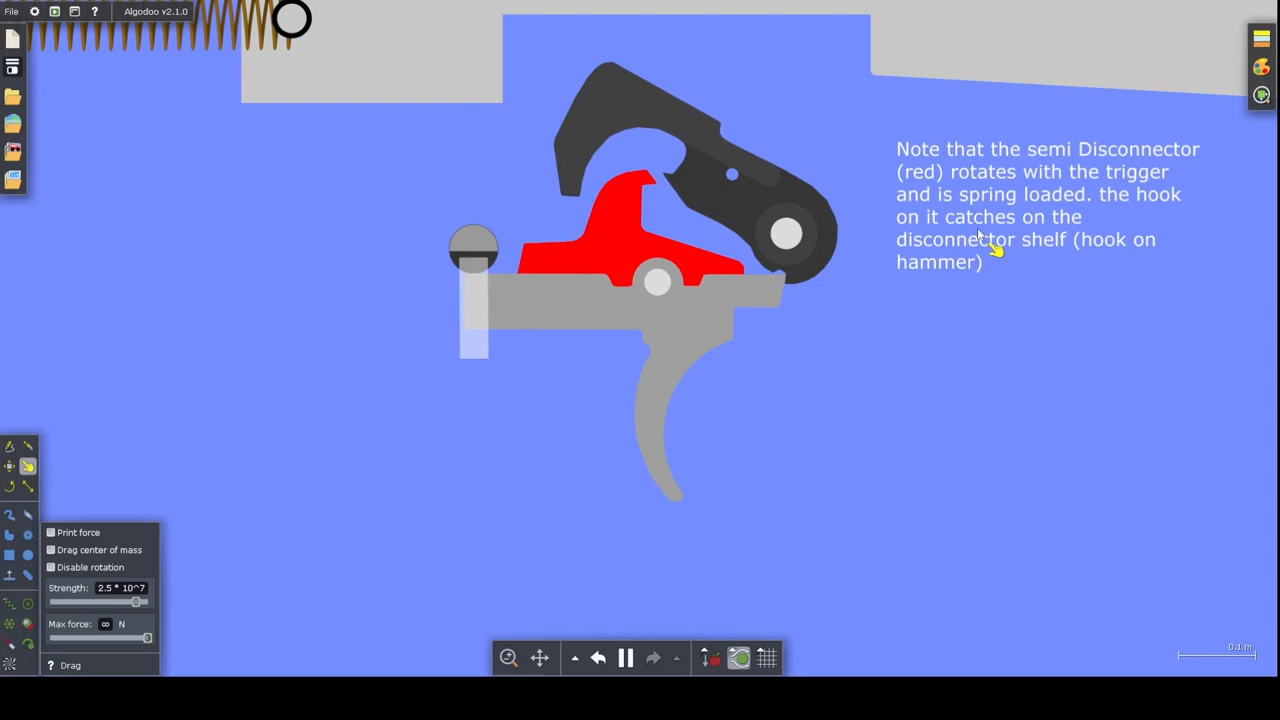 File
?
Algodoo v2.1.0
Note that the semi Disconnector
(red) rotates with the trigger
and is spring loaded. the hook
on it catches on the
disconnector shelf (hook on
hammer)
Print force
Drag center of mass
Disable rotation
Strength: 2.5 * 10^7
Max force: ∞ N
? Drag
0.1 m